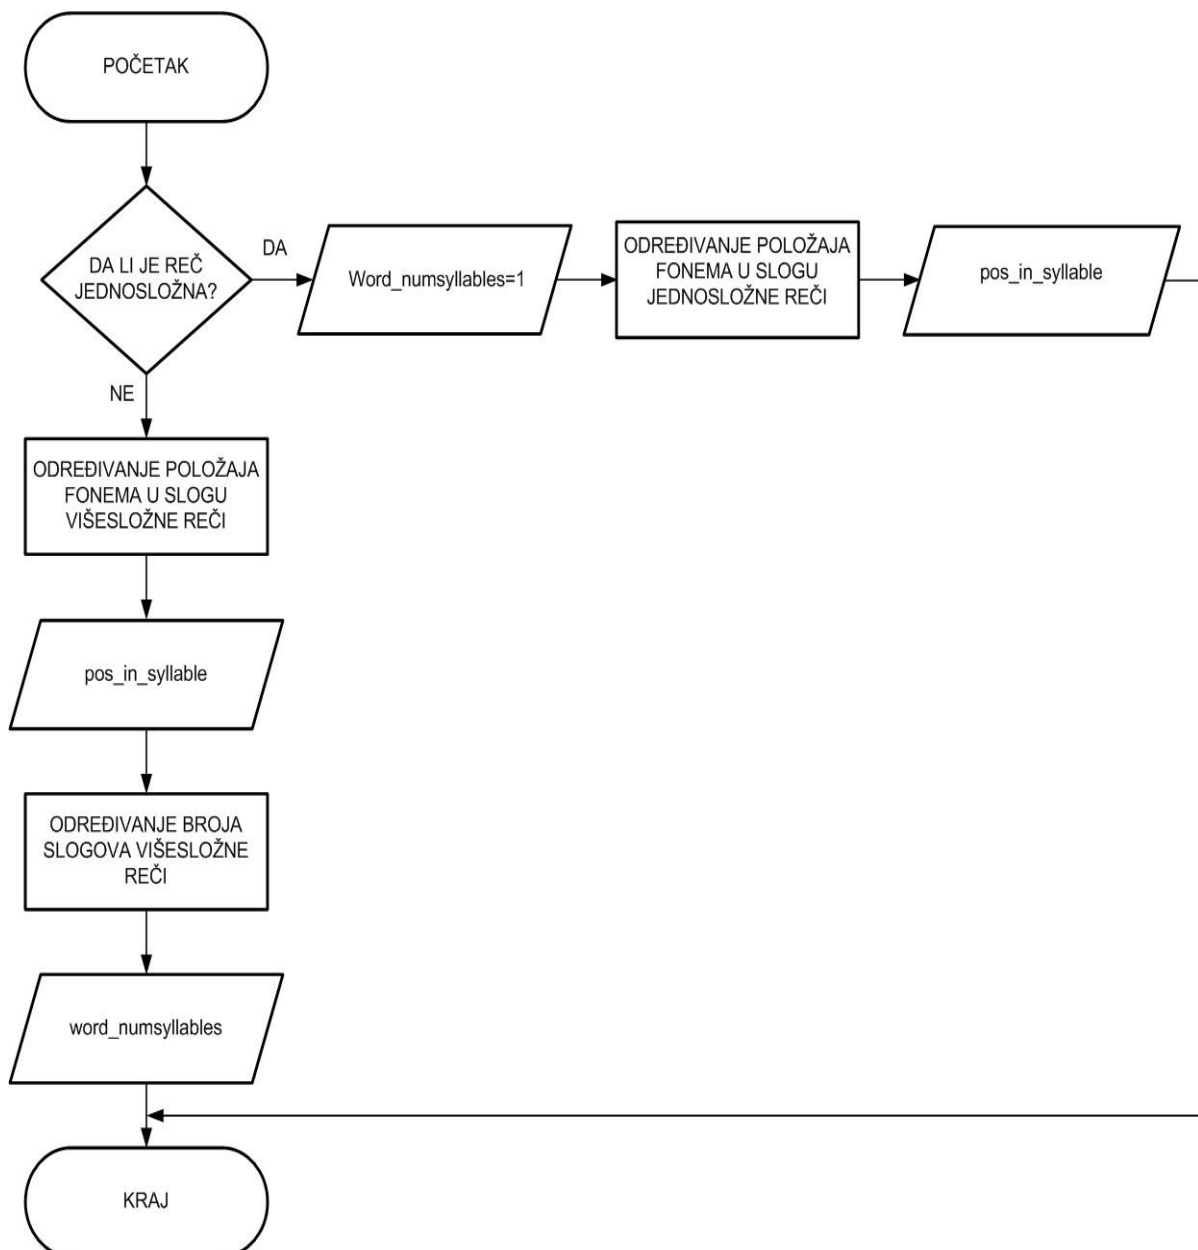 POČETAK
DA LI JE REČ
JEDNOSLOŽNA?
DA
Word_numsyllables=1
ODREĐIVANJE POLOŽAJA
FONEMA U SLOGU
JEDNOSLOŽNE REČI
pos_in_syllable
NE
ODREĐIVANJE POLOŽAJA
FONEMA U SLOGU
VIŠESLOŽNE REČI
pos_in_syllable
ODREĐIVANJE BROJA
SLOGOVA VIŠESLOŽNE
REČI
word_numsyllables
KRAJ